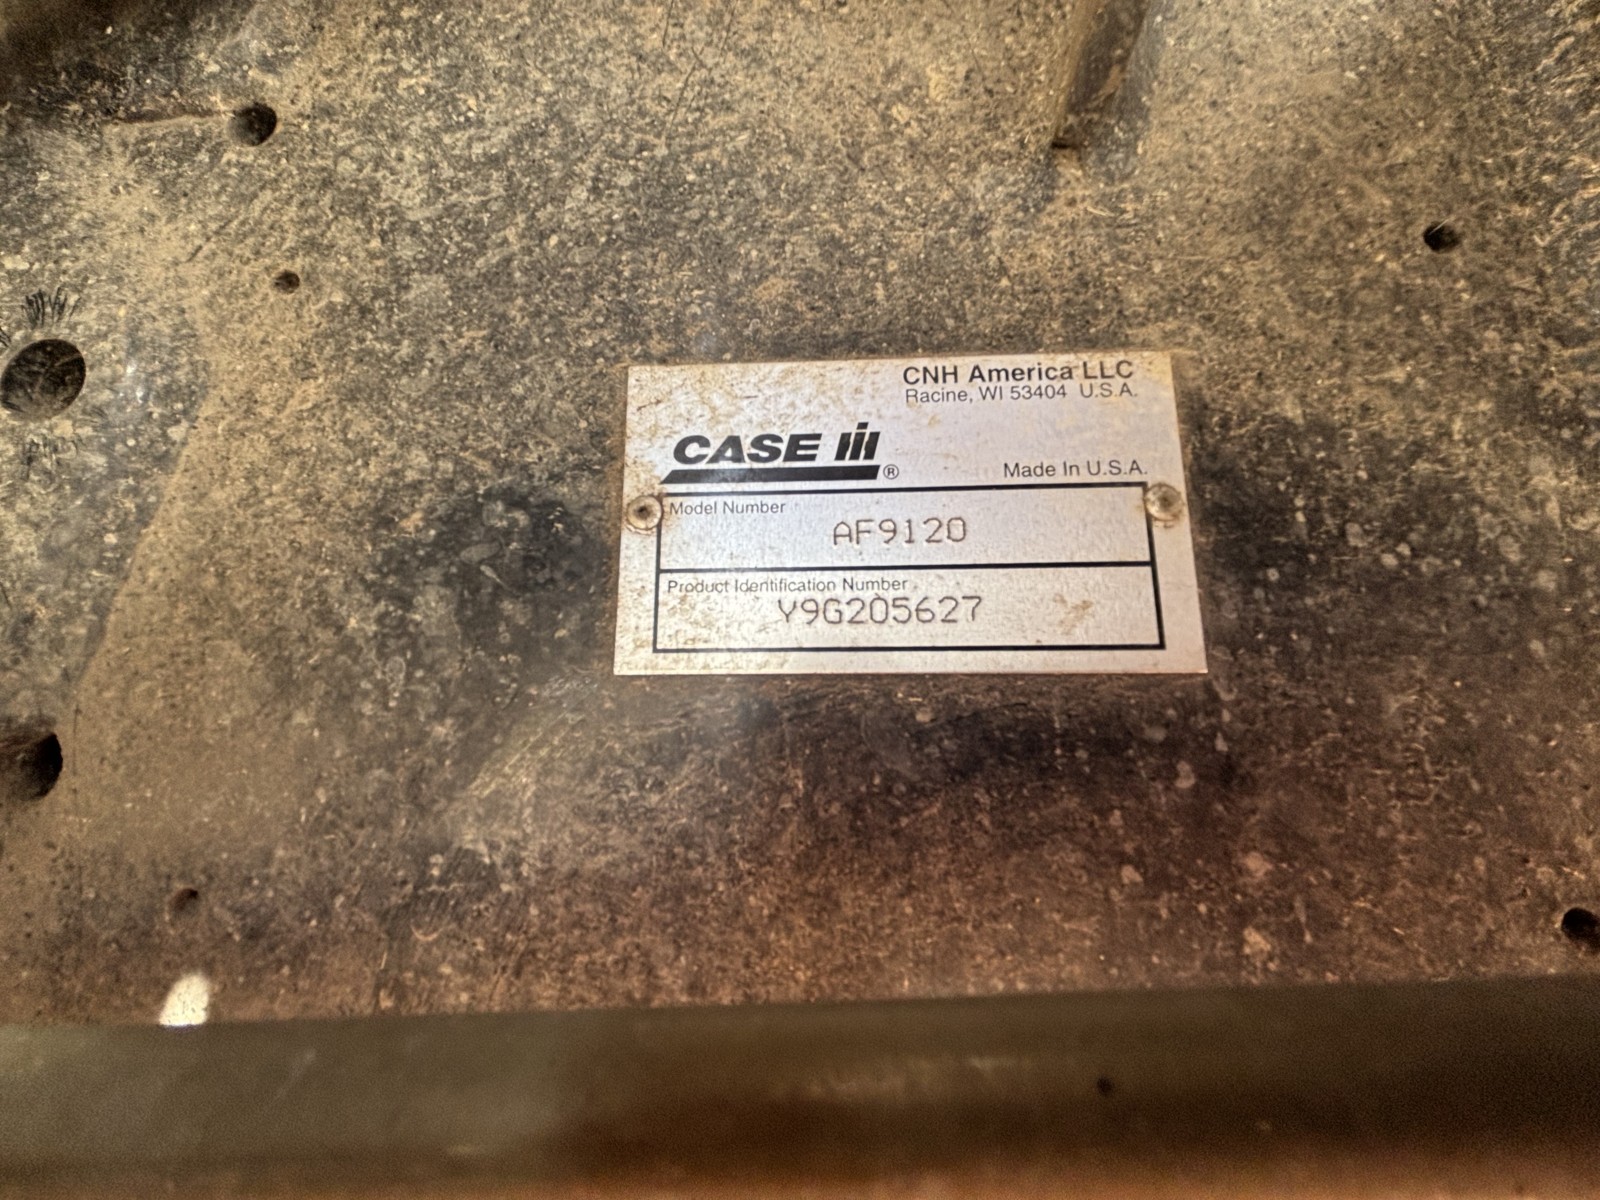 CNH America LLC
Racine, WI 53404 U.S.A.
CASE IH ®
Made In U.S.A.
Model Number
AF9120
Product Identification Number
Y9G205627